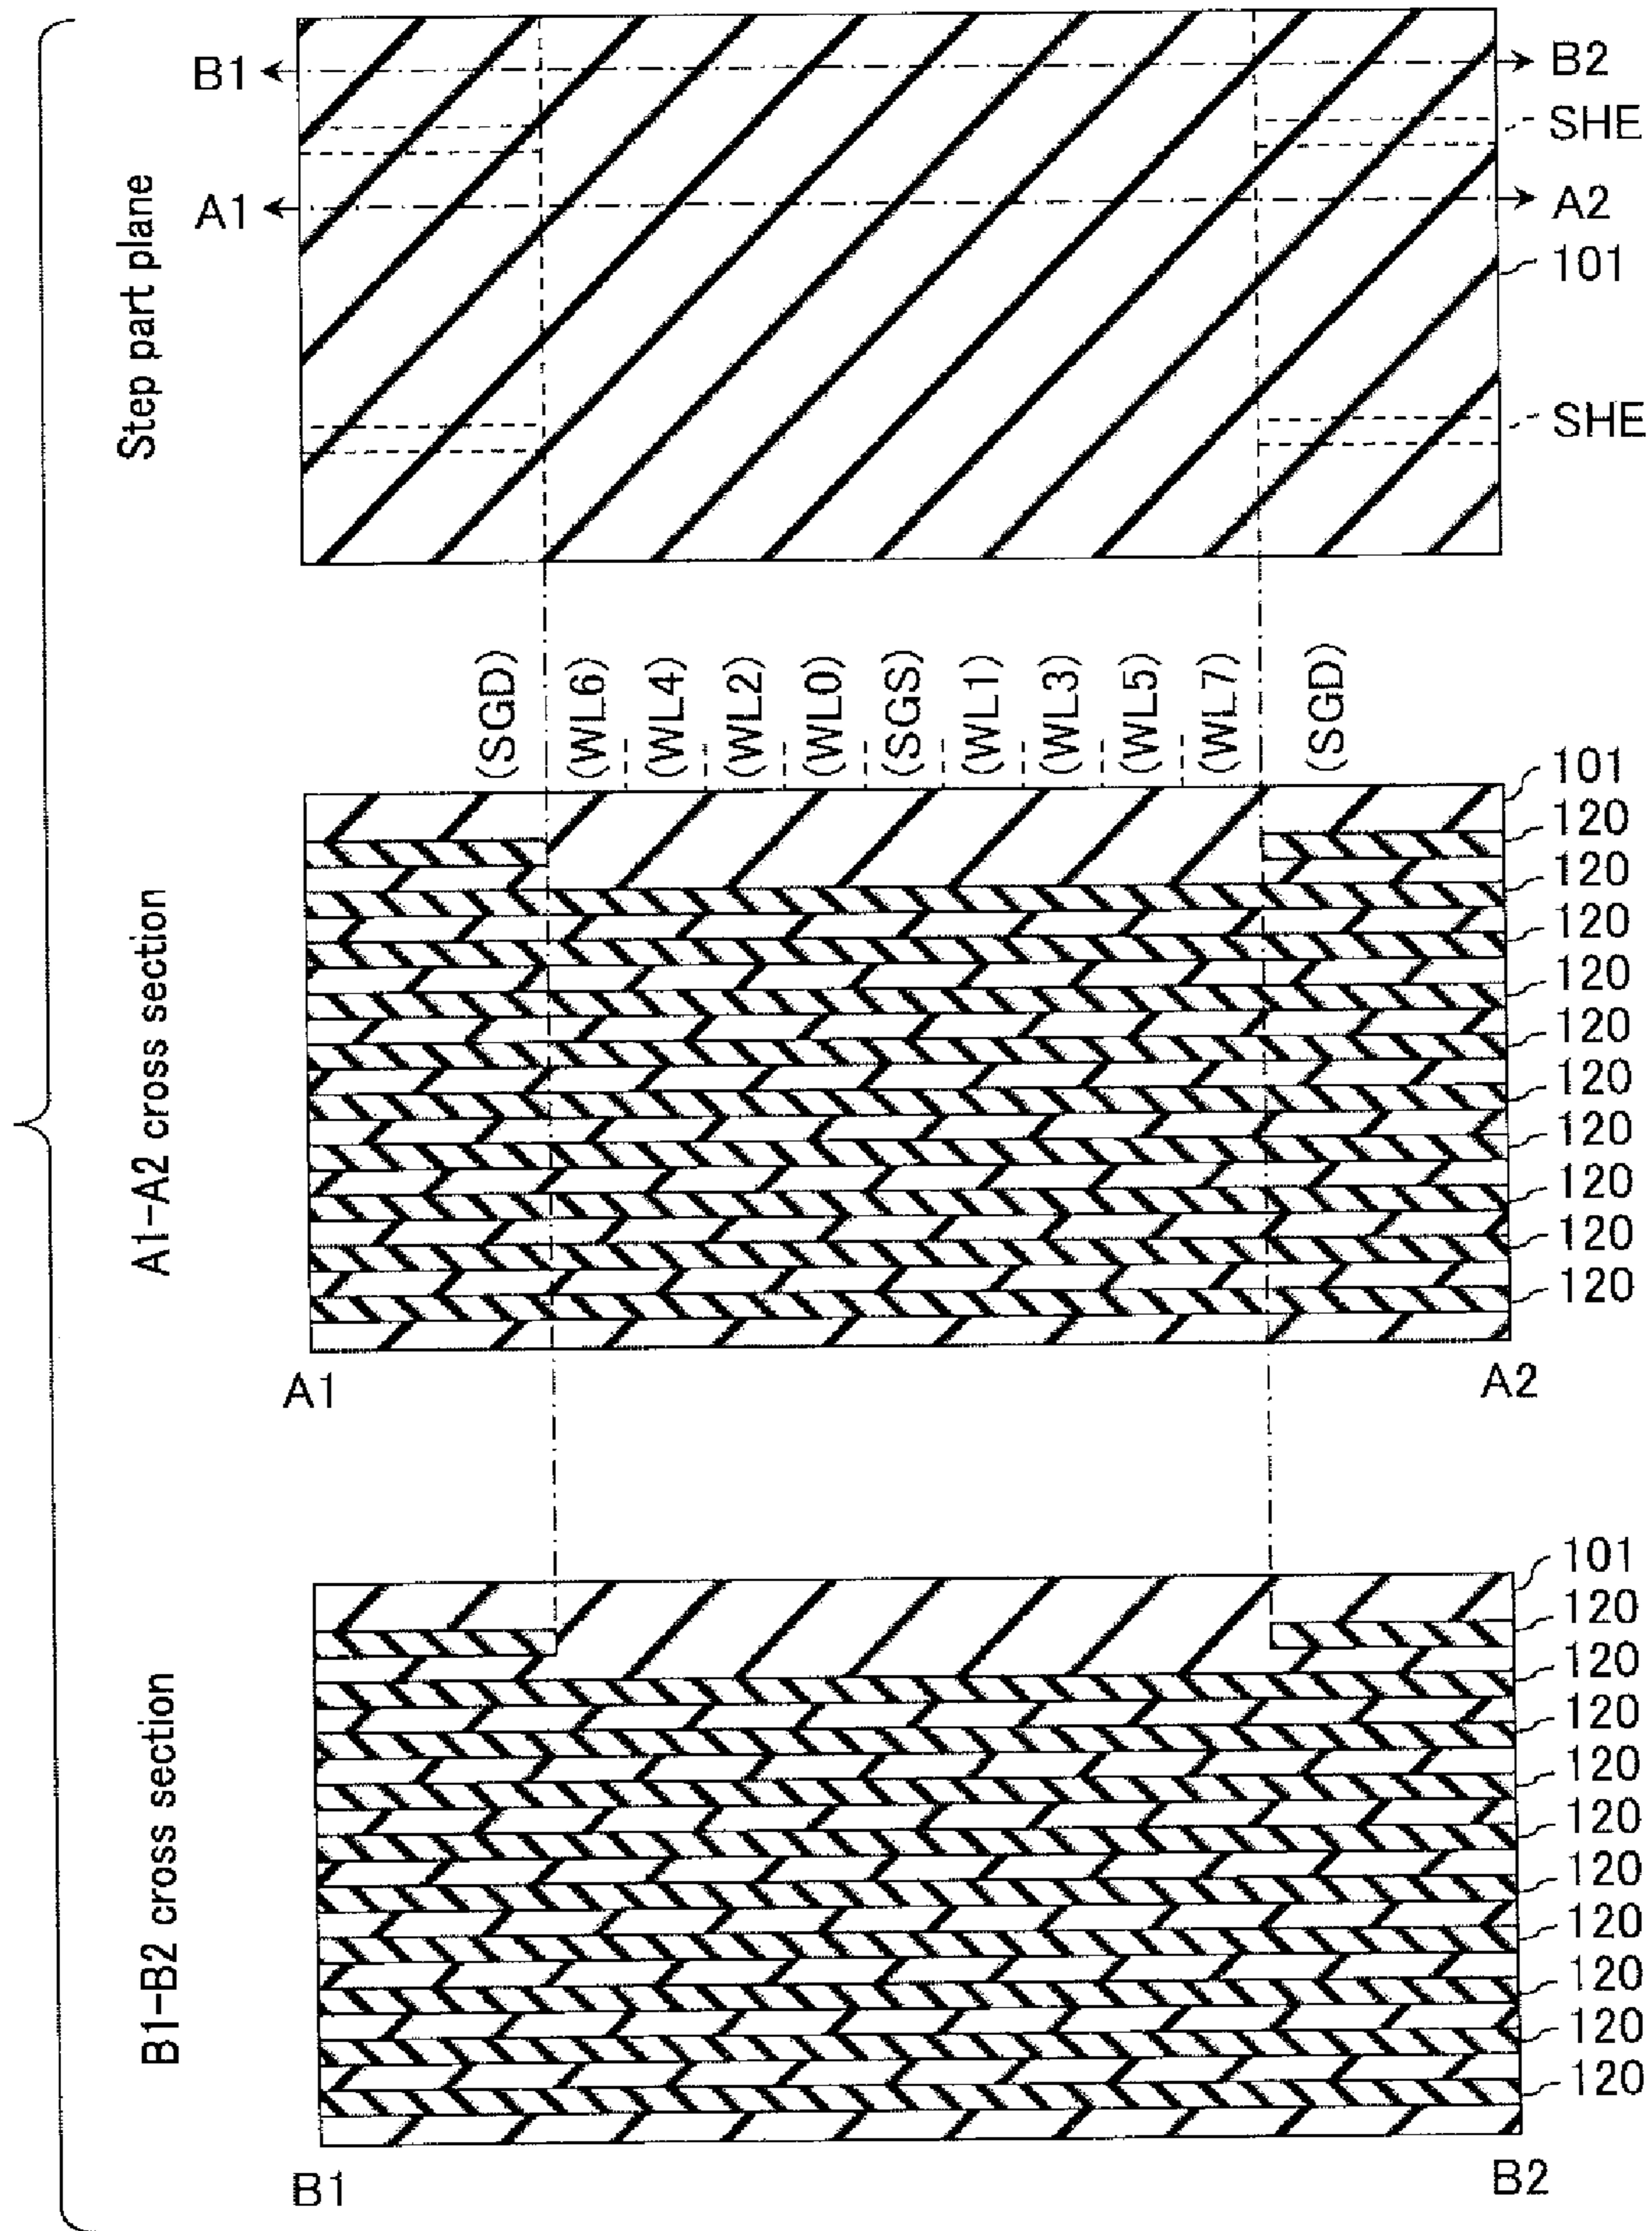 Step part plane
B1
B2
SHE
A1
A2
101
SHE
(SGD)
(WL6)
(WL4)
(WL2)
(WL0)
(SGS)
(WL1)
(WL3)
(WL5)
(WL7)
(SGD)
A1-A2 cross section
101
120
120
120
120
120
120
120
120
120
120
A1
A2
B1-B2 cross section
101
120
120
120
120
120
120
120
120
120
120
B1
B2